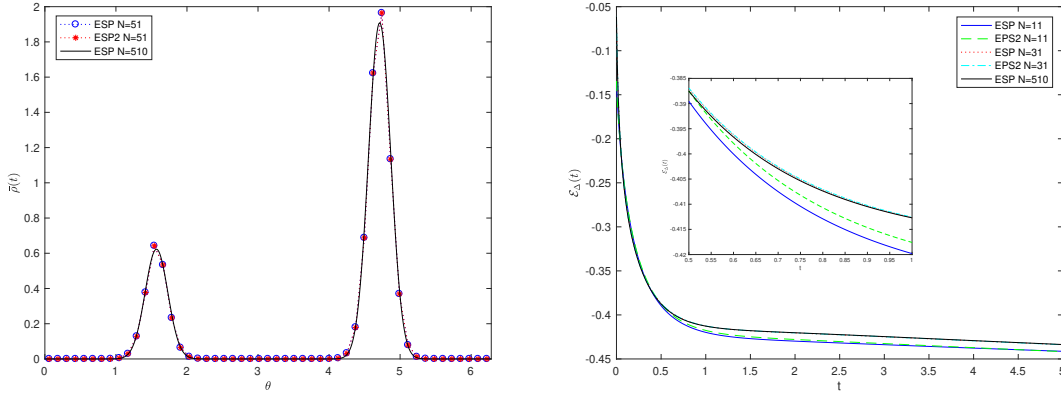 ESP N=51
ESP2 N=51
ESP N=510
2
1.8
1.6
1.4
1.2
1
0.8
0.6
0.4
0.2
0
ρ̄(t)
0 1 2 3 4 5 6
θ
ESP N=11
EPS2 N=11
ESP N=31
EPS2 N=31
ESP N=510
-0.05
-0.1
-0.15
-0.2
-0.25
-0.3
-0.35
-0.4
-0.45
ℰ_Δ(t)
0 0.5 1 1.5 2 2.5 3 3.5 4 4.5 5
t
-0.385
-0.39
-0.395
-0.4
-0.405
-0.41
-0.415
-0.42
ℰ_Δ(t)
0.5 0.55 0.6 0.65 0.7 0.75 0.8 0.85 0.9 0.95 1
t